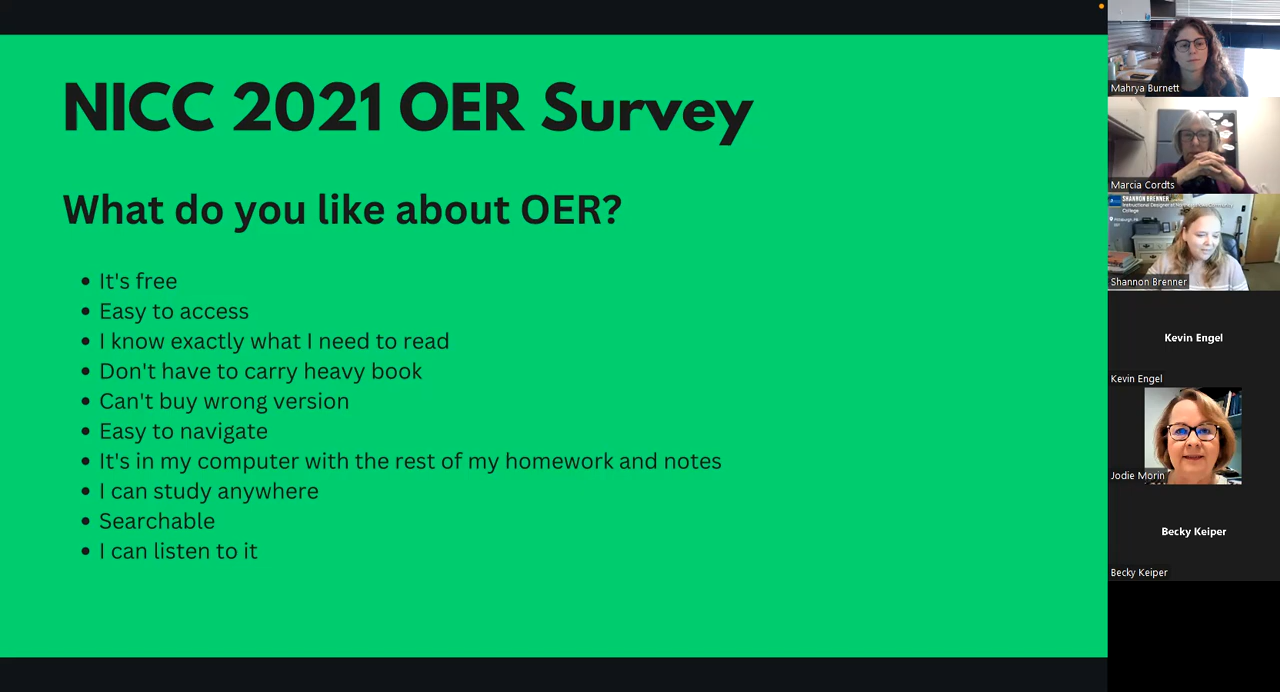 NICC 2021 OER Survey
What do you like about OER?
• It's free
• Easy to access
• I know exactly what I need to read
• Don't have to carry heavy book
• Can't buy wrong version
• Easy to navigate
• It's in my computer with the rest of my homework and notes
• I can study anywhere
• Searchable
• I can listen to it
Mahrya Burnett
Marcia Cordts
SHANNON BRENNER
Instructional Designer at
College
Shannon Brenner
Kevin Engel
Kevin Engel
Jodie Morin
Becky Keiper
Becky Keiper